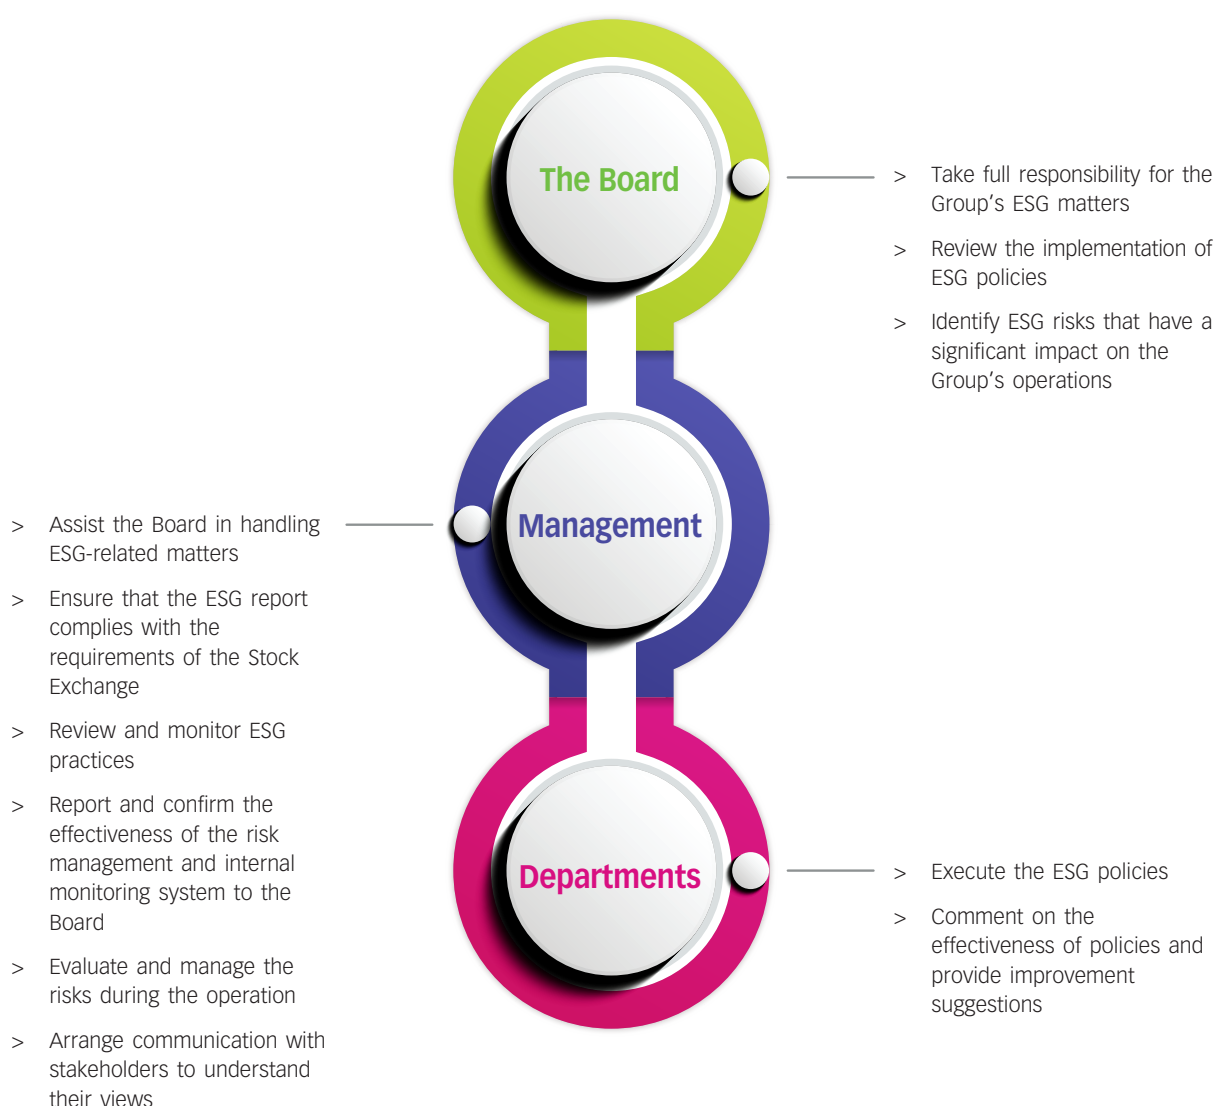 The Board
> Take full responsibility for the
Group's ESG matters
> Review the implementation of
ESG policies
> Identify ESG risks that have a
significant impact on the
Group's operations
Management
> Assist the Board in handling
ESG-related matters
> Ensure that the ESG report
complies with the
requirements of the Stock
Exchange
> Review and monitor ESG
practices
> Report and confirm the
effectiveness of the risk
management and internal
monitoring system to the
Board
> Evaluate and manage the
risks during the operation
> Arrange communication with
stakeholders to understand
their views
Departments
> Execute the ESG policies
> Comment on the
effectiveness of policies and
provide improvement
suggestions